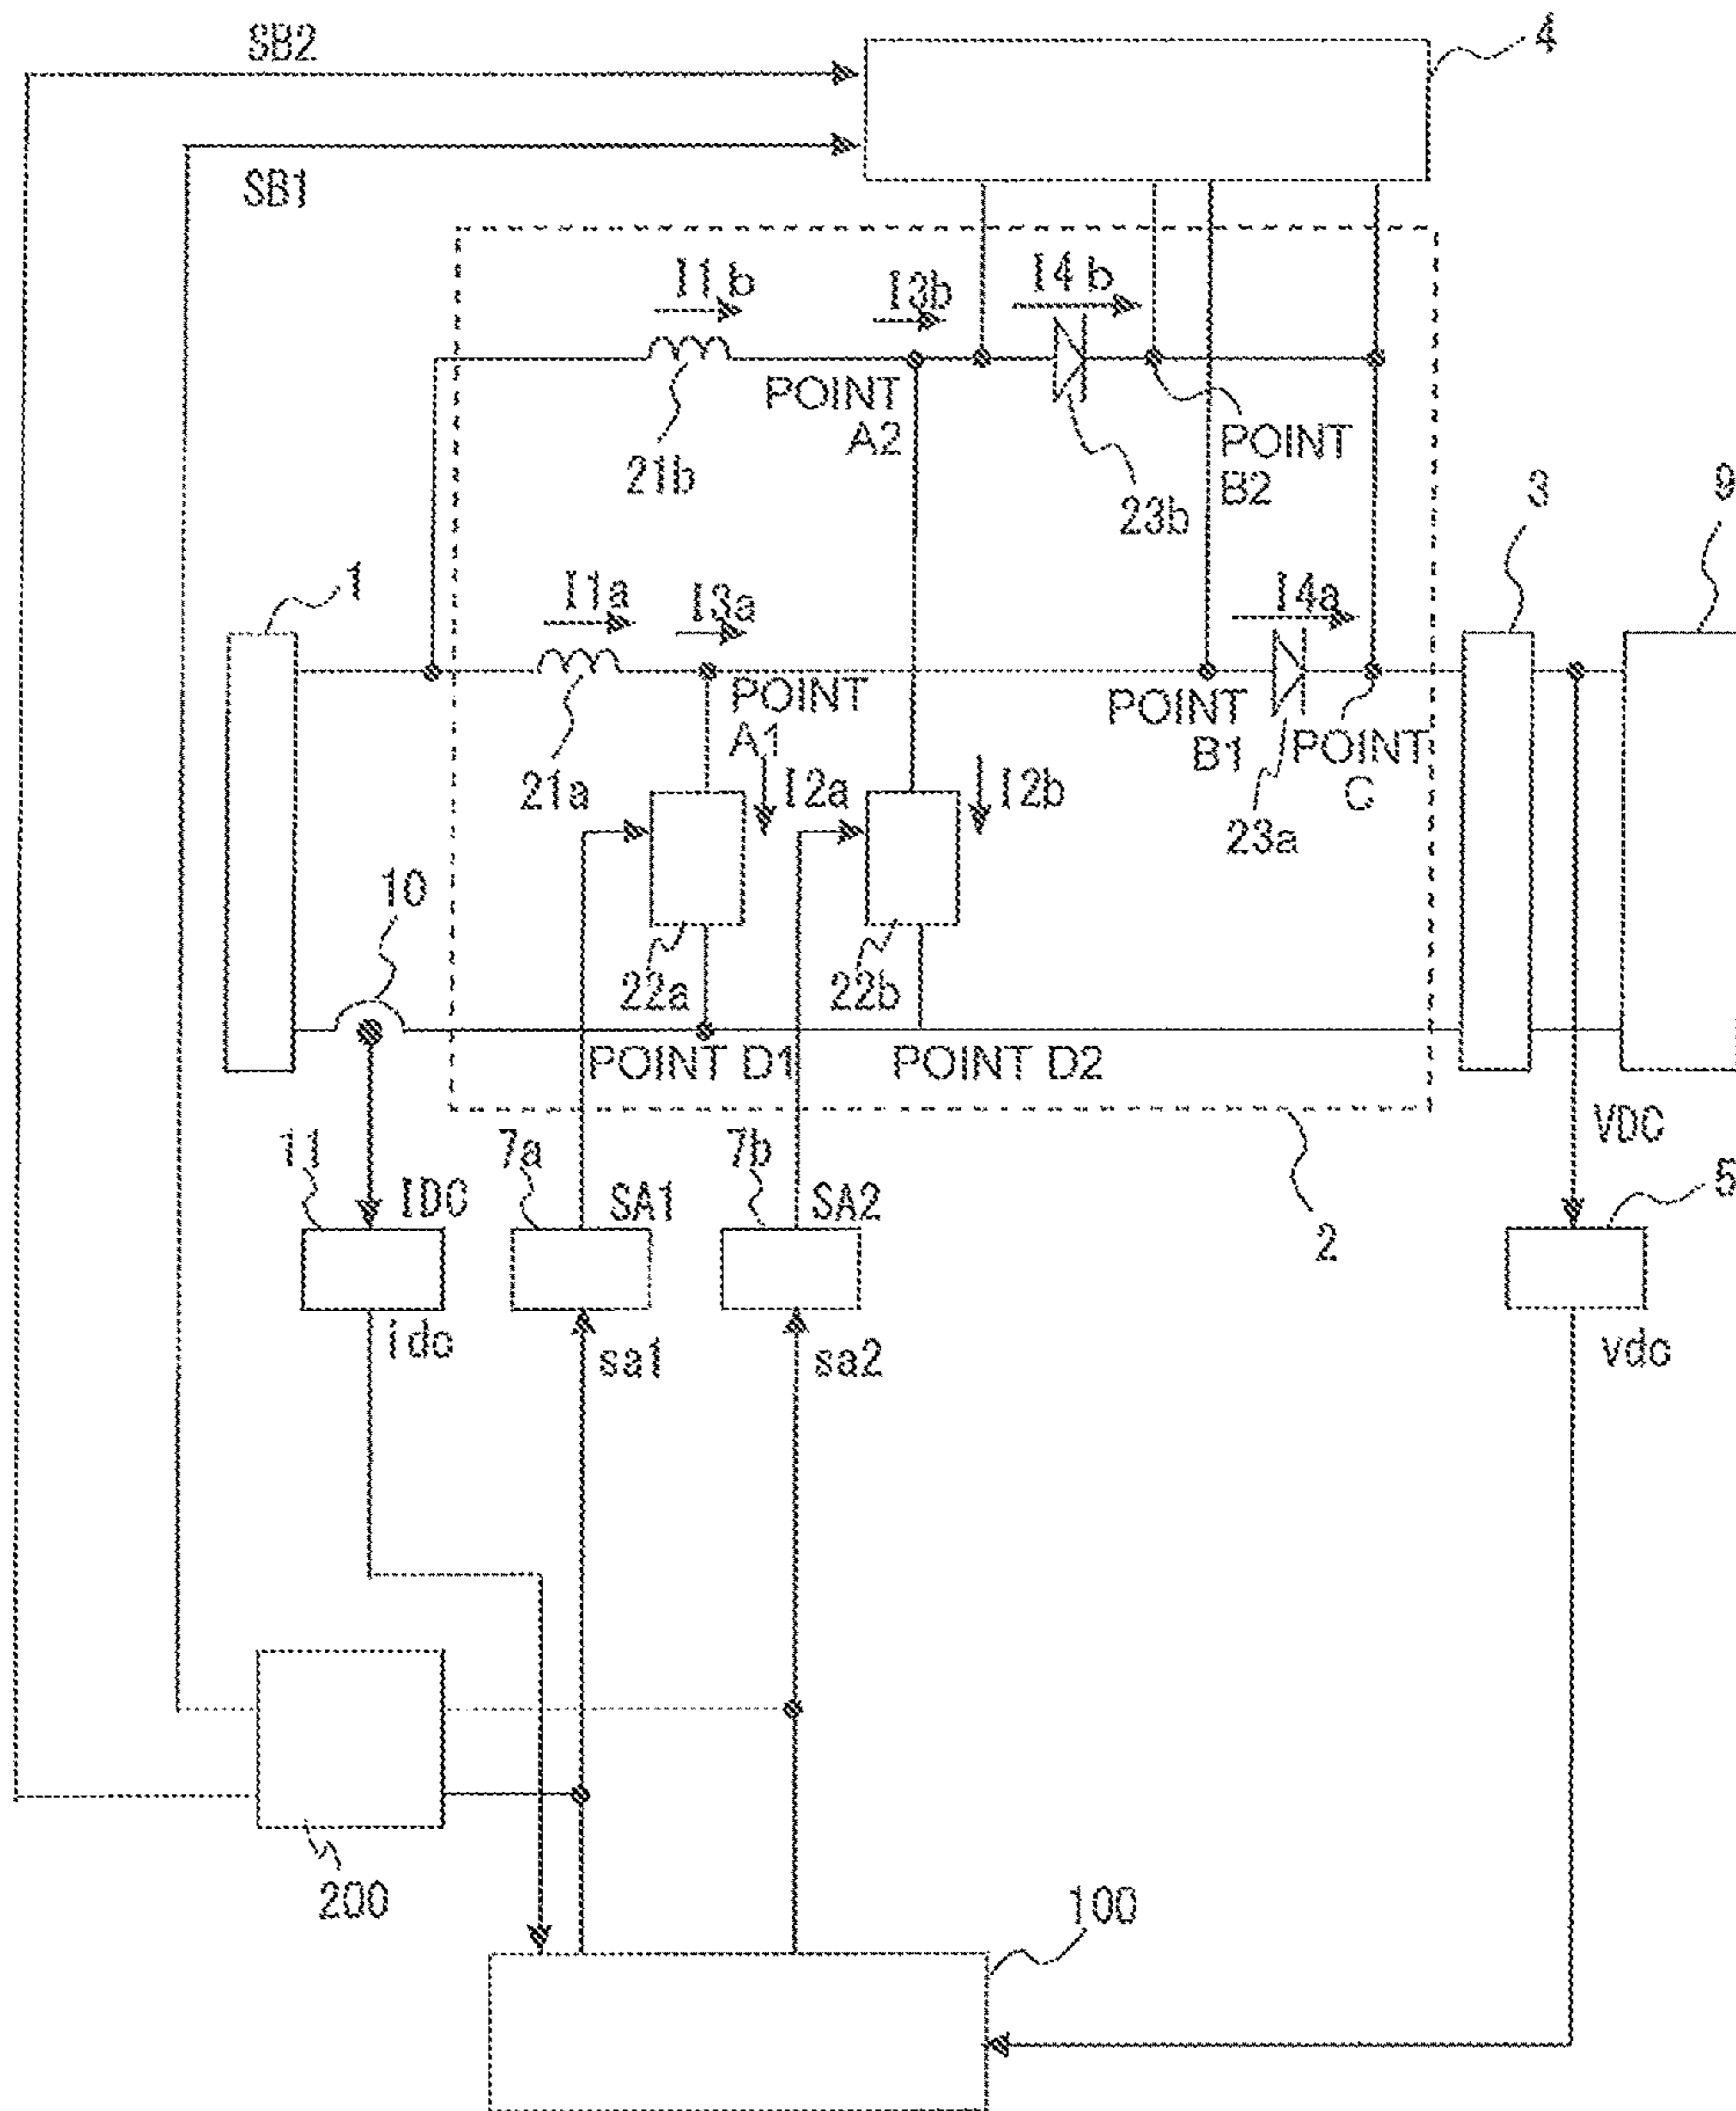 SB2
4
SB1
I1b
I3b
I4b
POINT
A2
POINT
B2
21b
23b
3
9
1
I1a
I3a
I4a
POINT
A1
POINT
B1
POINT
C
21a
I2a
I2b
23a
10
22a
22b
POINT D1
POINT D2
11
IDC
7a
SA1
7b
SA2
2
VDC
5
idc
sa1
sa2
vdc
200
100